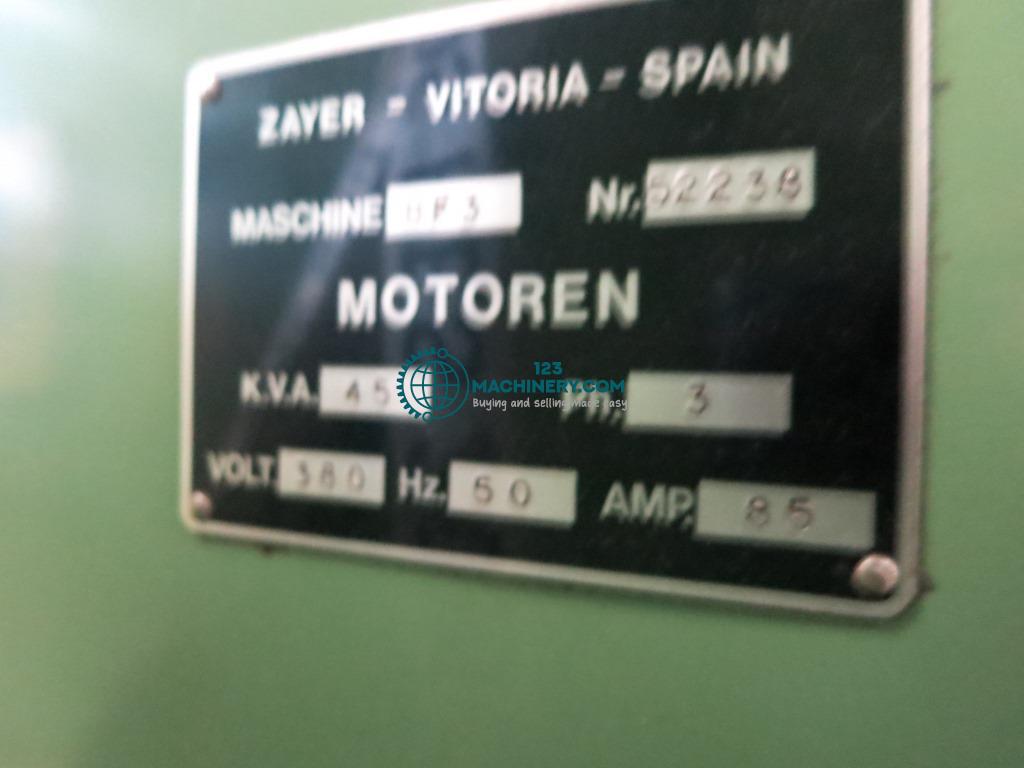 ZAYER - VITORIA - SPAIN
MASCHINE Nr. 52238
MOTOREN
K.V.A. 45 3
VOLT. 380 Hz. 50 AMP. 85
123
MACHINERY.COM
Buying and selling made easy